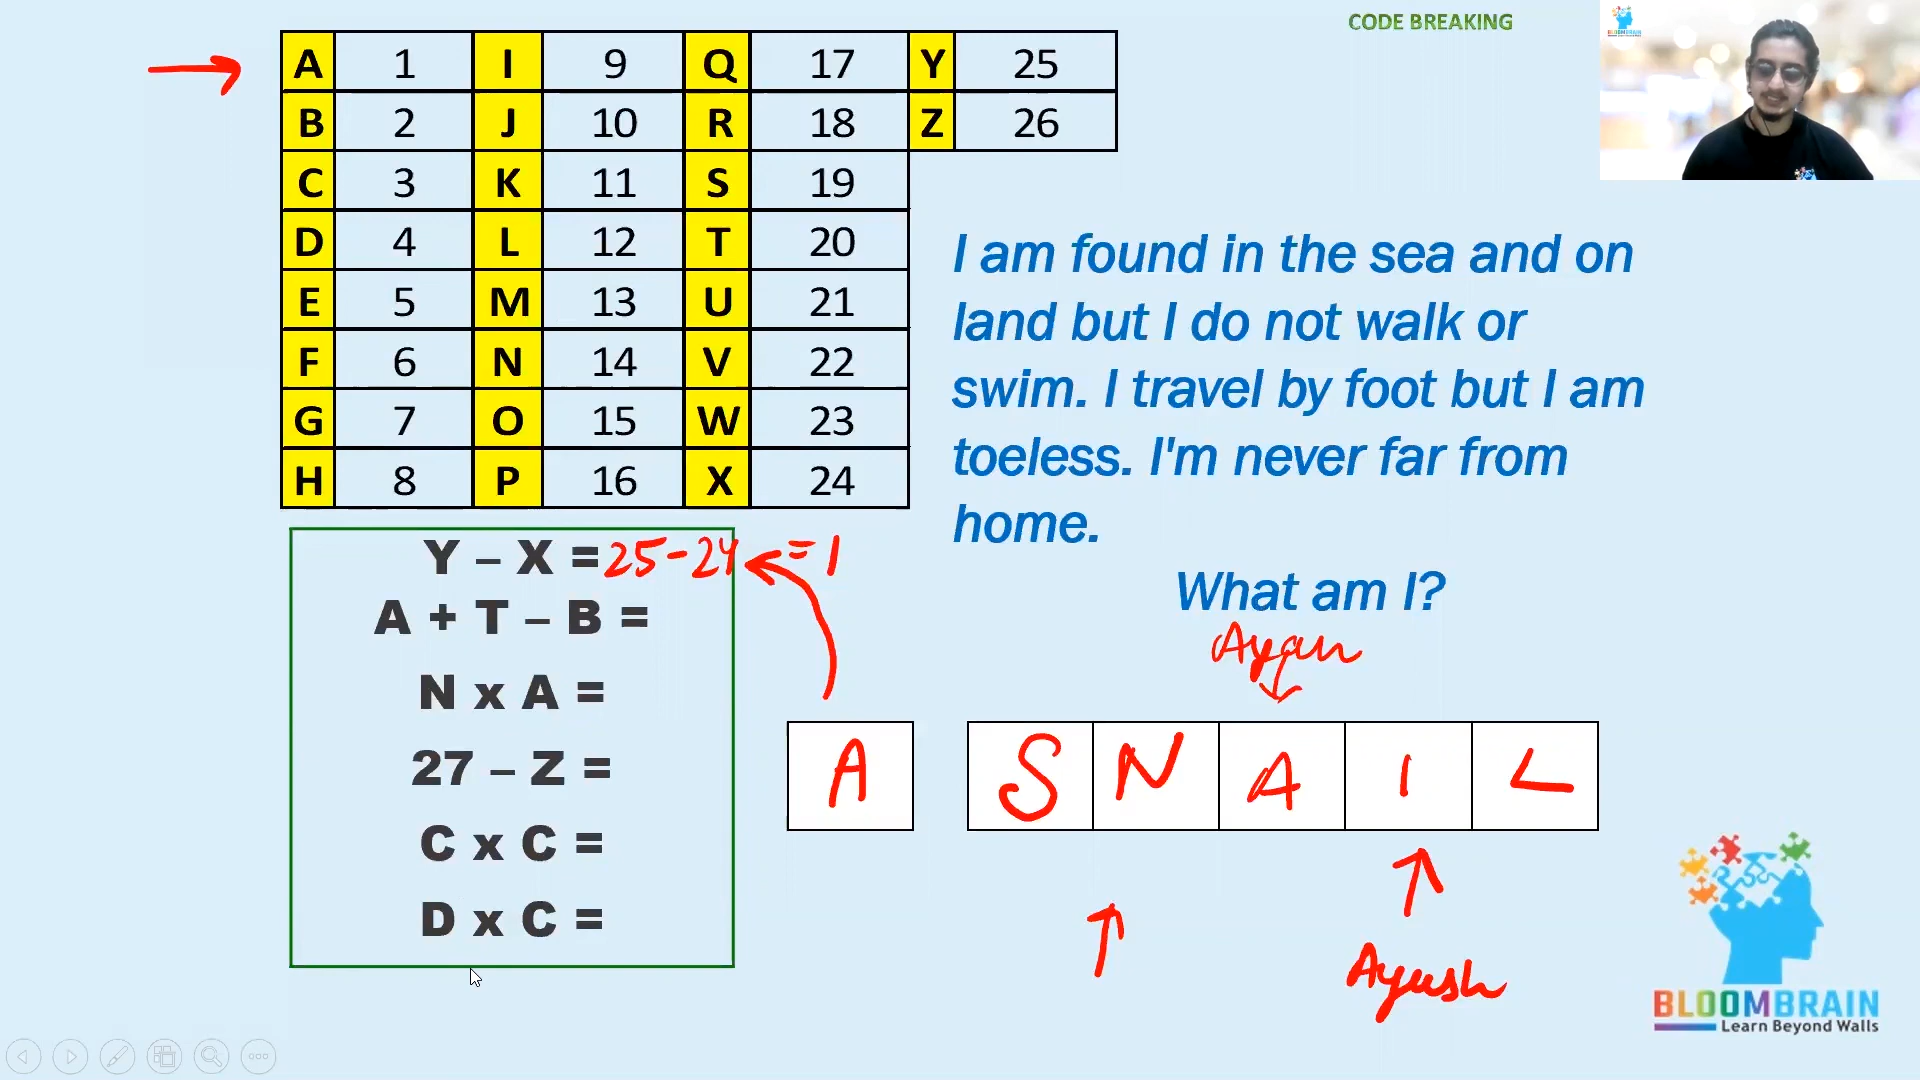 CODE BREAKING
A 1 I 9 Q 17 Y 25
B 2 J 10 R 18 Z 26
C 3 K 11 S 19
D 4 L 12 T 20
E 5 M 13 U 21
F 6 N 14 V 22
G 7 O 15 W 23
H 8 P 16 X 24
I am found in the sea and on
land but I do not walk or
swim. I travel by foot but I am
toeless. I'm never far from
home.
What am I?
Y – X = 25-24 = 1
A + T – B =
N x A =
27 – Z =
C x C =
D x C =
Ayan
A S N A I L
Ayush
BLOOMBRAIN
Learn Beyond Walls